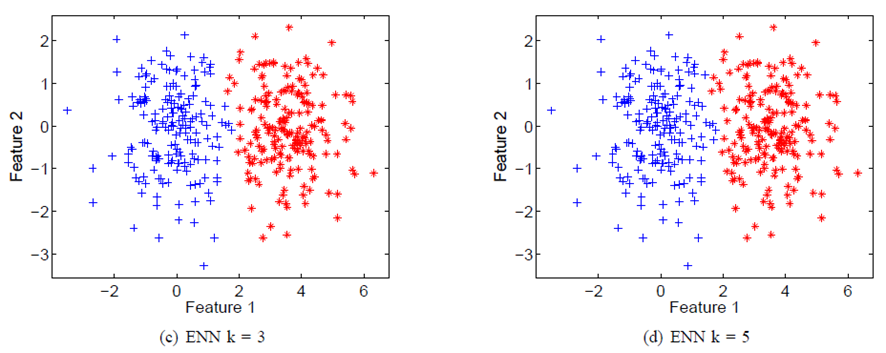 2
1
0
−1
−2
−3
Feature 2
−2 0 2 4 6
Feature 1
(c) ENN k = 3
2
1
0
−1
−2
−3
Feature 2
−2 0 2 4 6
Feature 1
(d) ENN k = 5